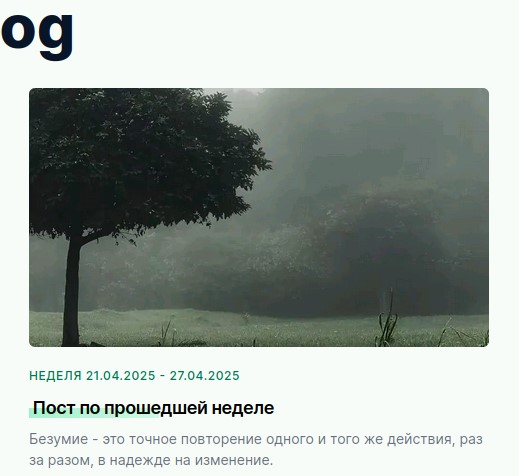 og
НЕДЕЛЯ 21.04.2025 - 27.04.2025
Пост по прошедшей неделе
Безумие - это точное повторение одного и того же действия, раз
за разом, в надежде на изменение.